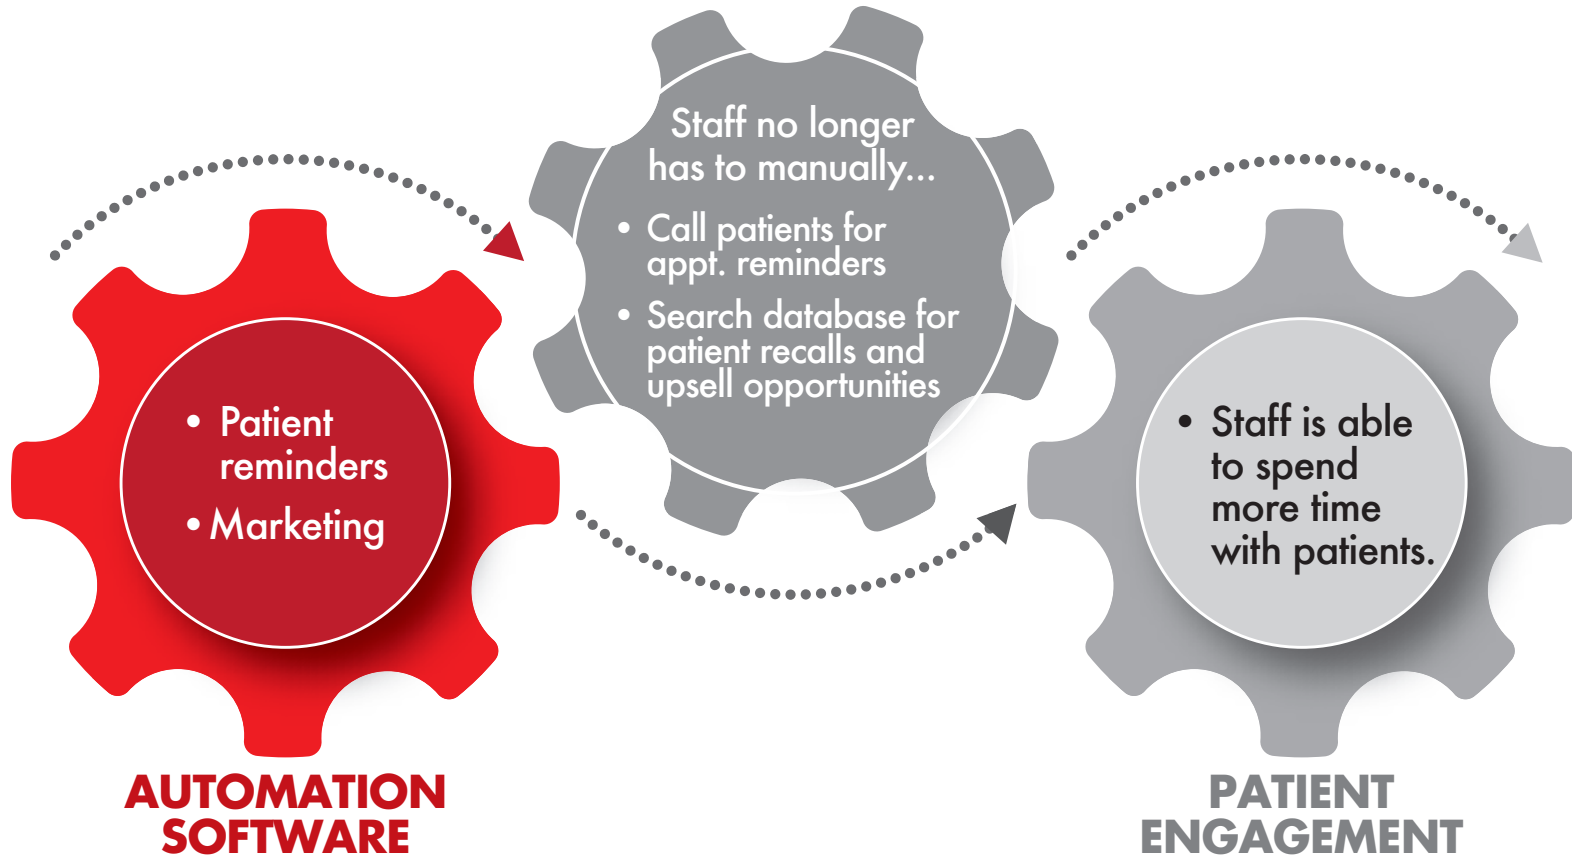 • Patient
reminders
• Marketing
AUTOMATION
SOFTWARE
Staff no longer
has to manually...
• Call patients for
appt. reminders
• Search database for
patient recalls and
upsell opportunities
• Staff is able
to spend
more time
with patients.
PATIENT
ENGAGEMENT